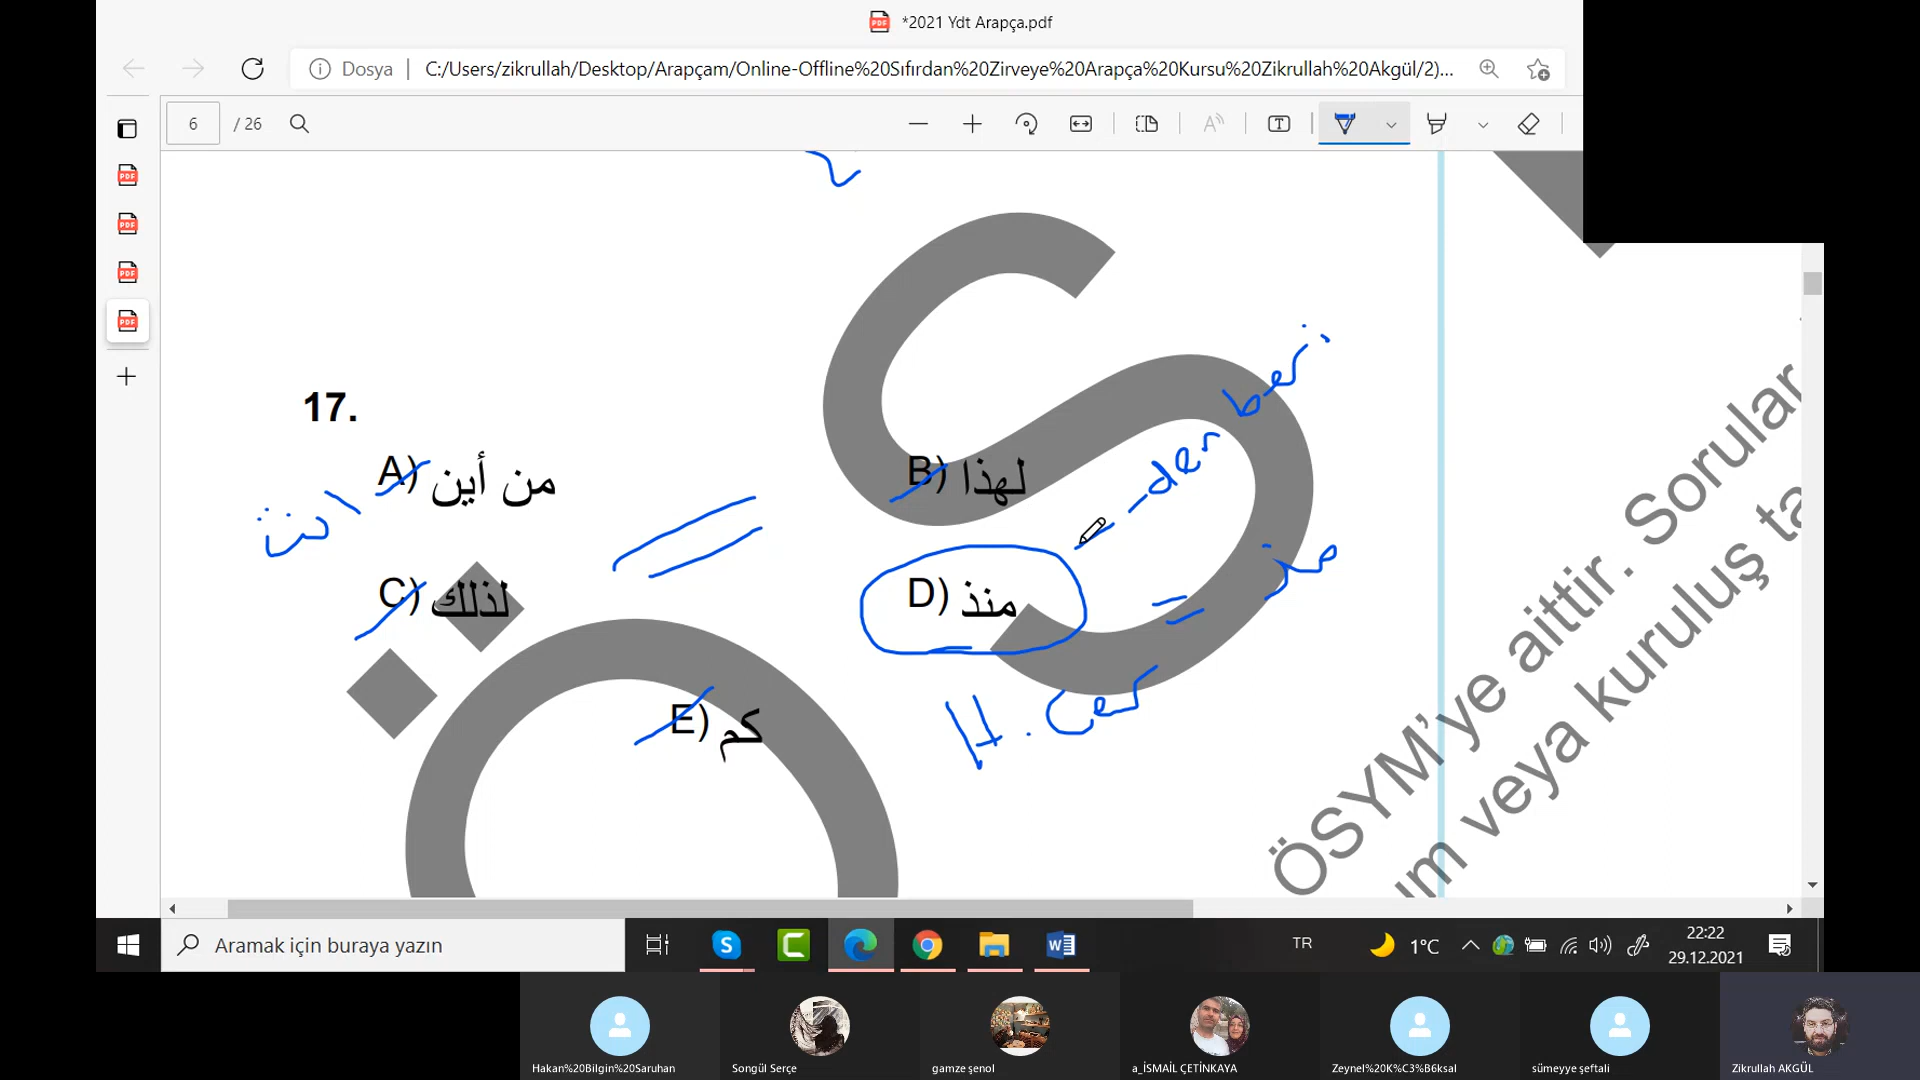 *2021 Ydt Arapça.pdf
Dosya | C:/Users/zikrullah/Desktop/Arapçam/Online-Offline%20Sıfırdan%20Zirveye%20Arapça%20Kursu%20Zikrullah%20Akgül/2)...
6 / 26
17.
A) من أين
B) لهذا
-den beri
C) لذلك
D) منذ
= مذ
E) كم
H. Cer
ÖSYM'ye aittir. Sorular
veya kuruluş
Aramak için buraya yazın
TR
1°C
22:22
29.12.2021
Hakan%20Bilgin%20Saruhan
Songül Serçe
gamze şenol
a_İSMAİL ÇETİNKAYA
Zeynel%20K%C3%B6ksal
sümeyye şeftali
Zikrullah AKGÜL